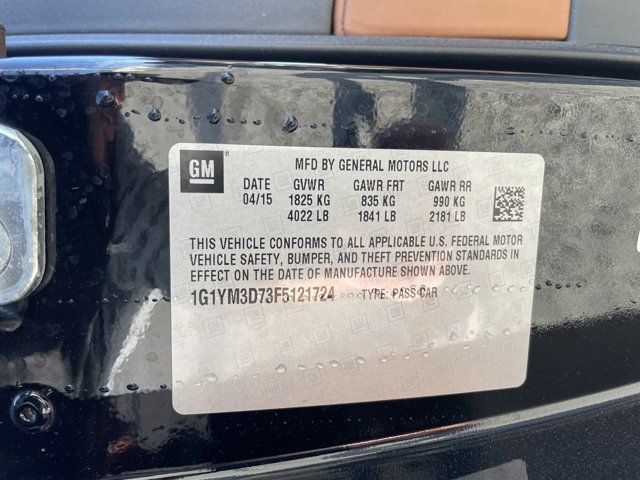 GM
MFD BY GENERAL MOTORS LLC
DATE GVWR GAWR FRT GAWR RR
04/15 1825 KG 835 KG 990 KG
4022 LB 1841 LB 2181 LB
THIS VEHICLE CONFORMS TO ALL APPLICABLE U.S. FEDERAL MOTOR
VEHICLE SAFETY, BUMPER, AND THEFT PREVENTION STANDARDS IN
EFFECT ON THE DATE OF MANUFACTURE SHOWN ABOVE.
1G1YM3D73F5121724 TYPE: PASS CAR